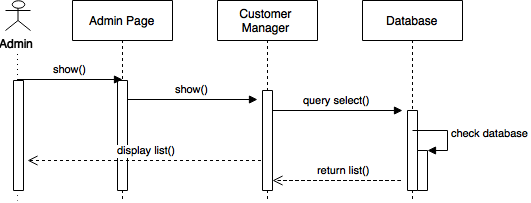 Admin
Admin Page
Customer
Manager
Database
show()
show()
query select()
check database
display list()
return list()